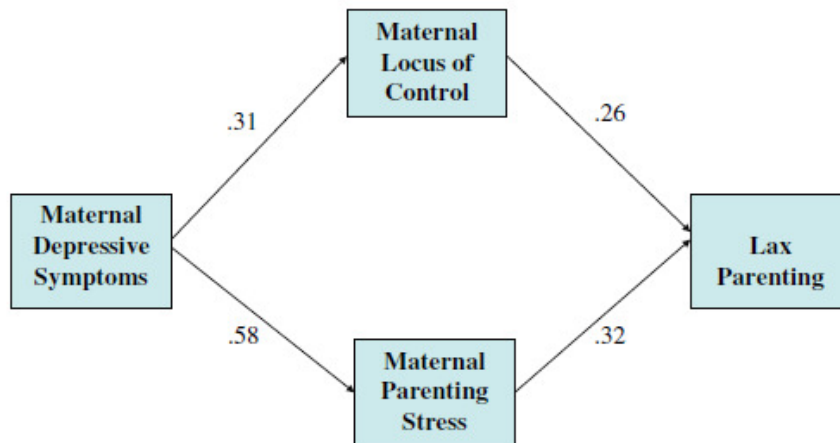 Maternal
Locus of
Control
.31
.26
Maternal
Depressive
Symptoms
Lax
Parenting
.58
.32
Maternal
Parenting
Stress